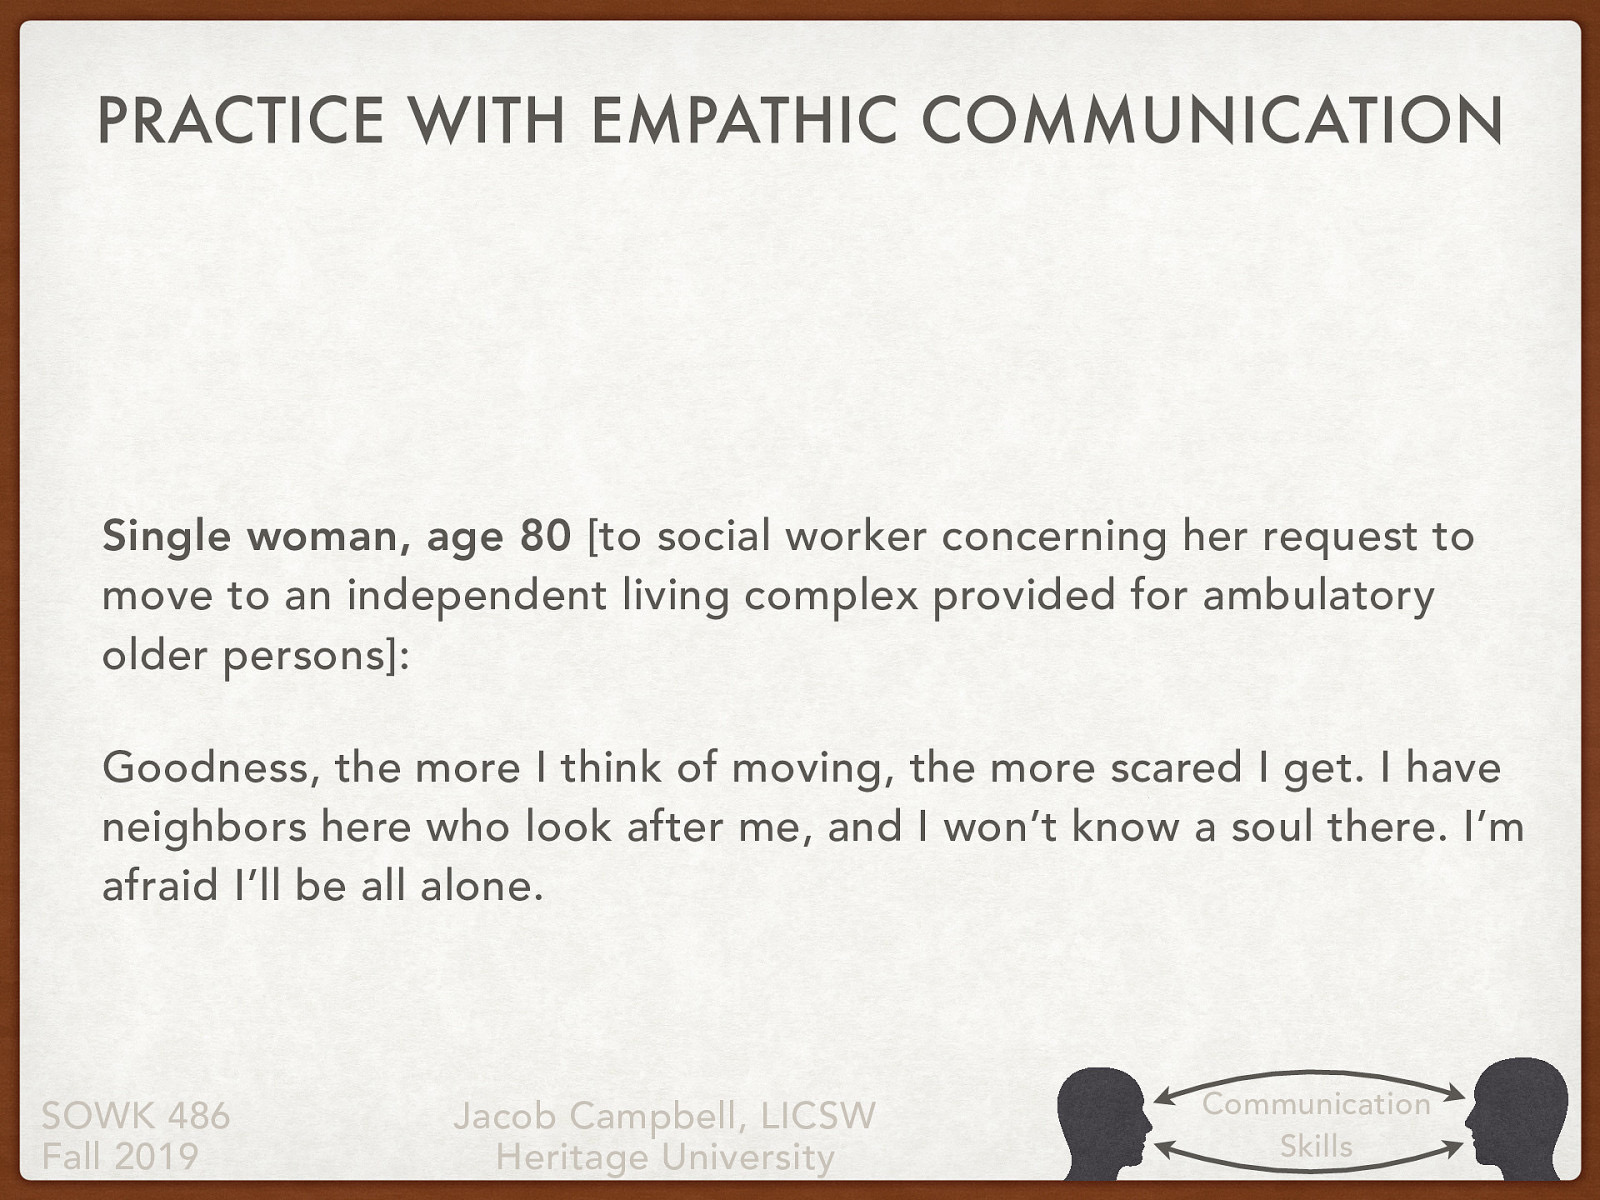 PRACTICE WITH EMPATHIC COMMUNICATION
Single woman, age 80 [to social worker concerning her request to
move to an independent living complex provided for ambulatory
older persons]:
Goodness, the more I think of moving, the more scared I get. I have
neighbors here who look after me, and I won’t know a soul there. I’m
afraid I’ll be all alone.
SOWK 486
Fall 2019
Jacob Campbell, LICSW
Heritage University
Communication
Skills